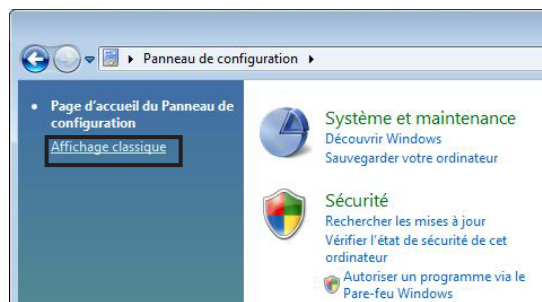 Panneau de configuration
Page d'accueil du Panneau de
configuration
Affichage classique
Système et maintenance
Découvrir Windows
Sauvegarder votre ordinateur
Sécurité
Rechercher les mises à jour
Vérifier l'état de sécurité de cet
ordinateur
Autoriser un programme via le
Pare-feu Windows